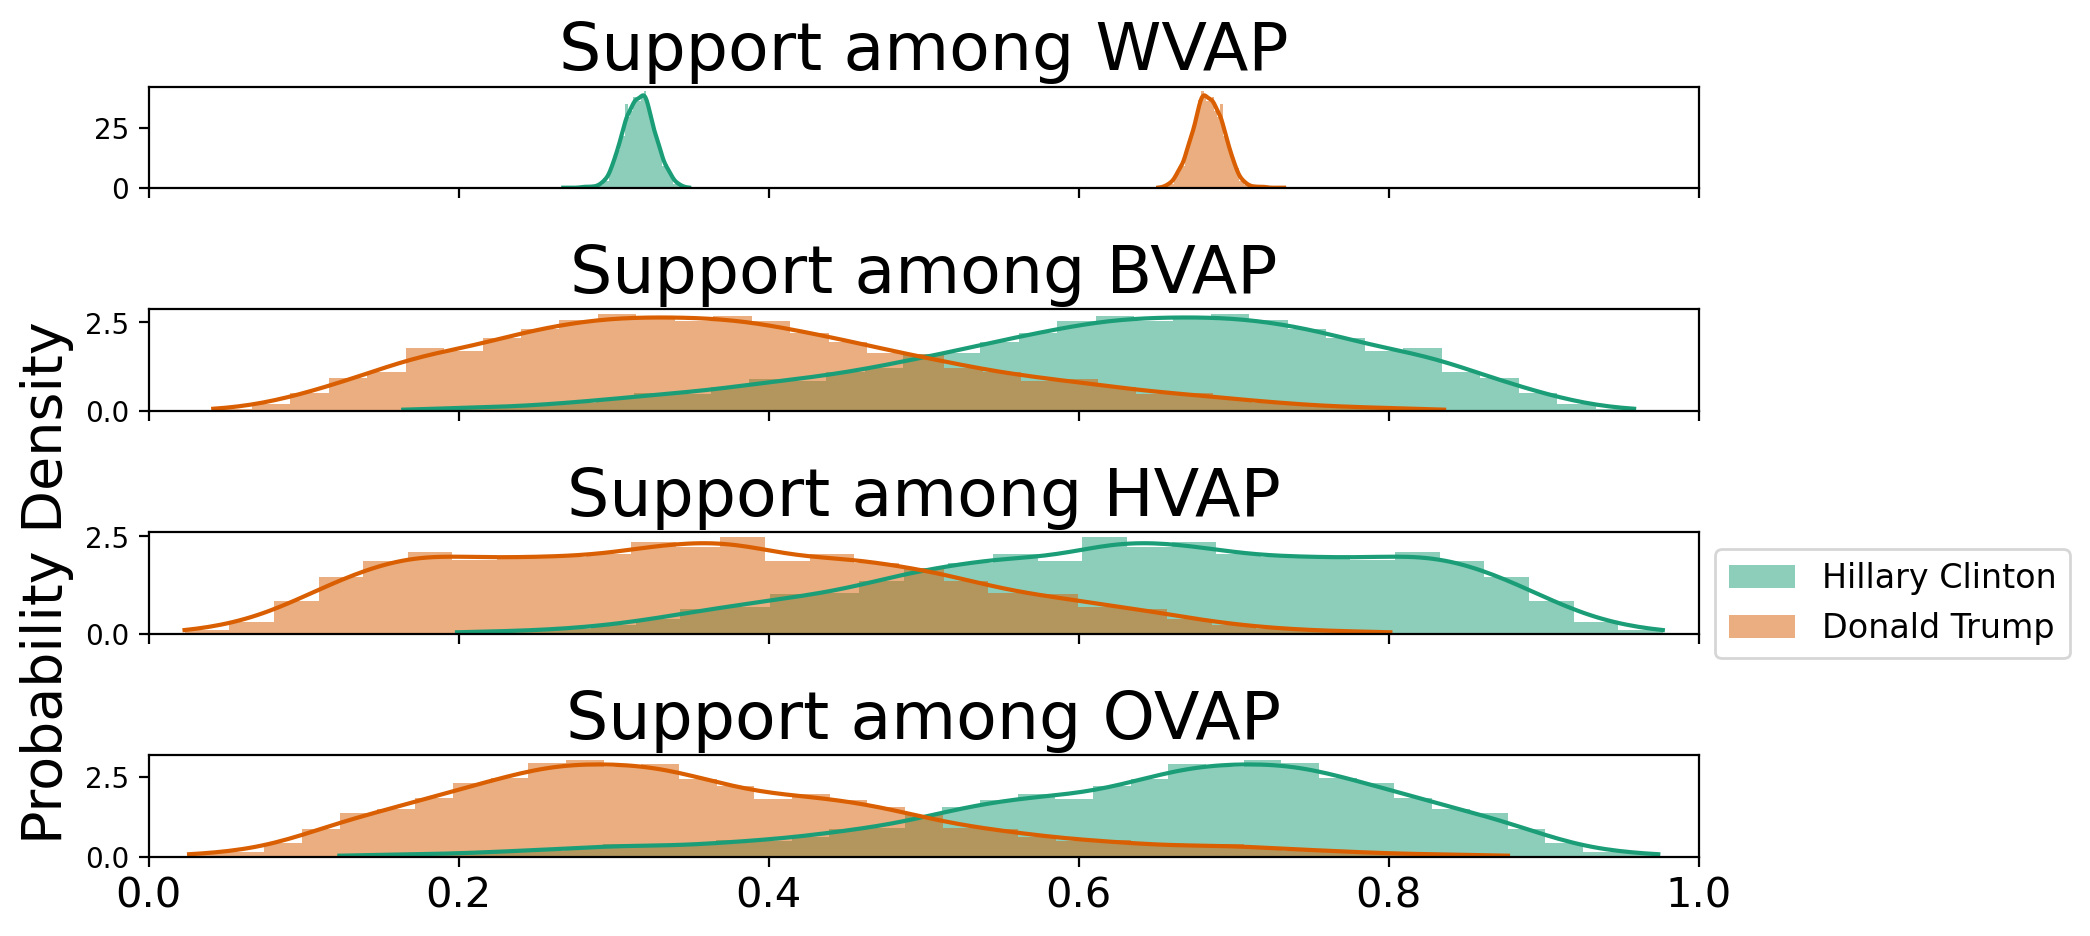 Support among WVAP
25
0
Support among BVAP
2.5
0.0
Support among HVAP
2.5
0.0
Support among OVAP
2.5
0.0
0.0 0.2 0.4 0.6 0.8 1.0
Probability Density
Hillary Clinton
Donald Trump